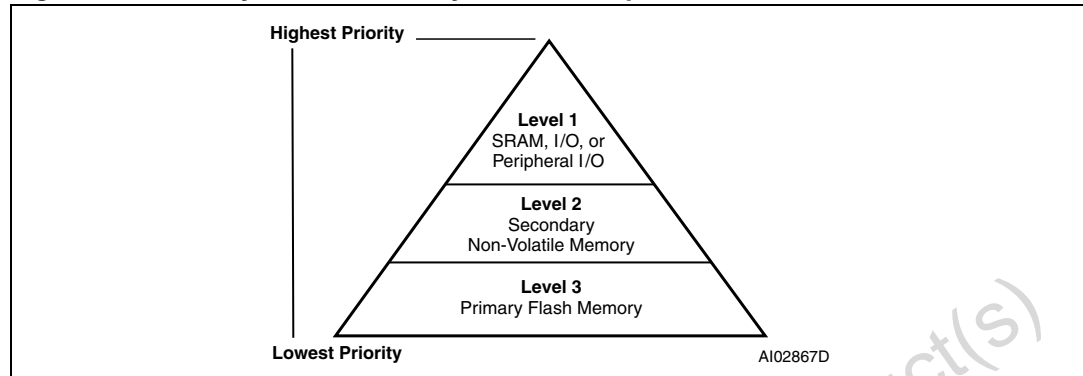 Highest Priority
Level 1
SRAM, I/O, or
Peripheral I/O
Level 2
Secondary
Non-Volatile Memory
Level 3
Primary Flash Memory
Lowest Priority
AI02867D
ct(s)